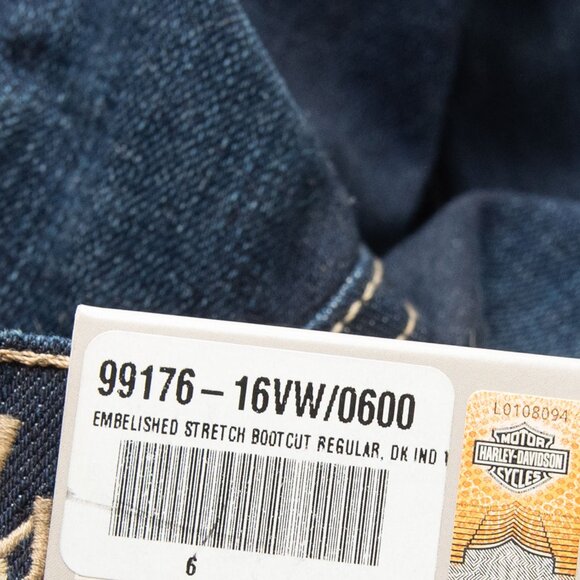 99176-16VW/0600
EMBELISHED STRETCH BOOTCUT REGULAR, DK IND
6
L0108094
MOTOR
HARLEY-DAVIDSON
CYCLES